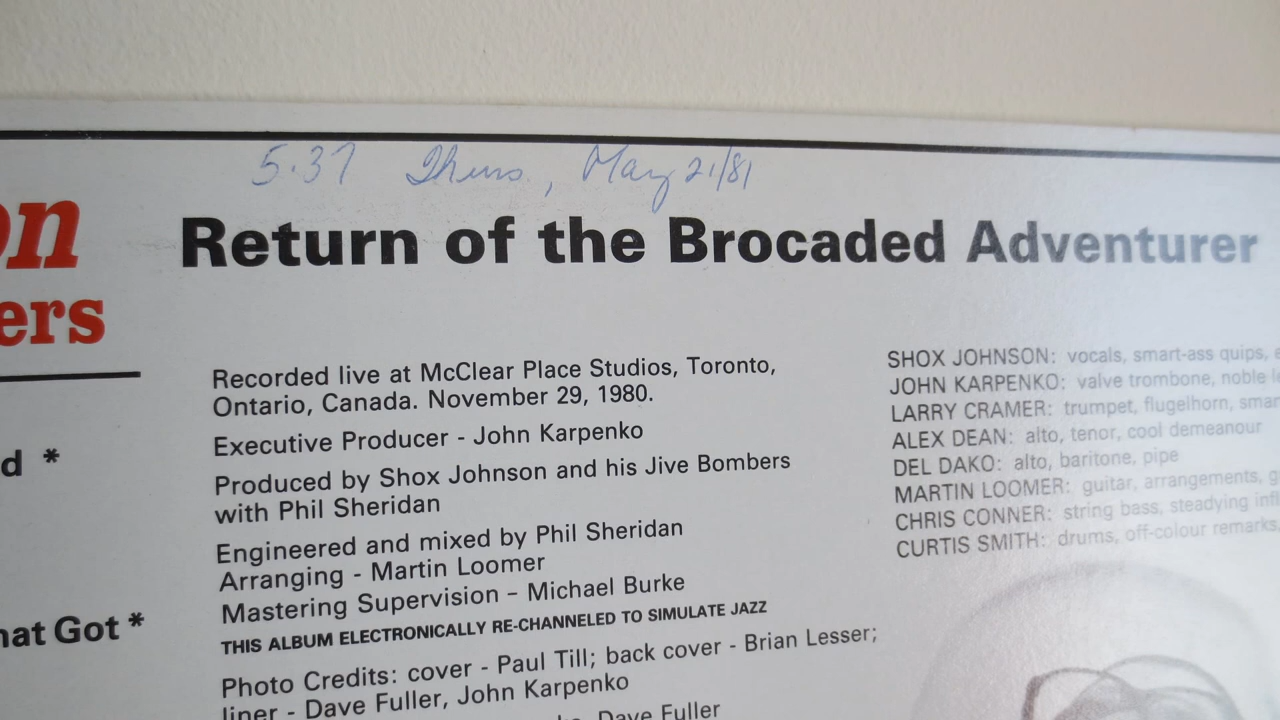 5.37 Thurs, May 21/81
on
ers
Return of the Brocaded Adventurer
d *
hat Got *
Recorded live at McClear Place Studios, Toronto,
Ontario, Canada. November 29, 1980.
Executive Producer - John Karpenko
Produced by Shox Johnson and his Jive Bombers
with Phil Sheridan
Engineered and mixed by Phil Sheridan
Arranging - Martin Loomer
Mastering Supervision – Michael Burke
THIS ALBUM ELECTRONICALLY RE-CHANNELED TO SIMULATE JAZZ
Photo Credits: cover - Paul Till; back cover - Brian Lesser;
liner - Dave Fuller, John Karpenko
Dave Fuller
SHOX JOHNSON: vocals, smart-ass quips,
JOHN KARPENKO: valve trombone, noble
LARRY CRAMER: trumpet, flugelhorn,
ALEX DEAN: alto, tenor, cool demeanour
DEL DAKO: alto, baritone, pipe
MARTIN LOOMER: guitar, arrangements,
CHRIS CONNER: string bass, steadying
CURTIS SMITH: drums, off-colour remarks